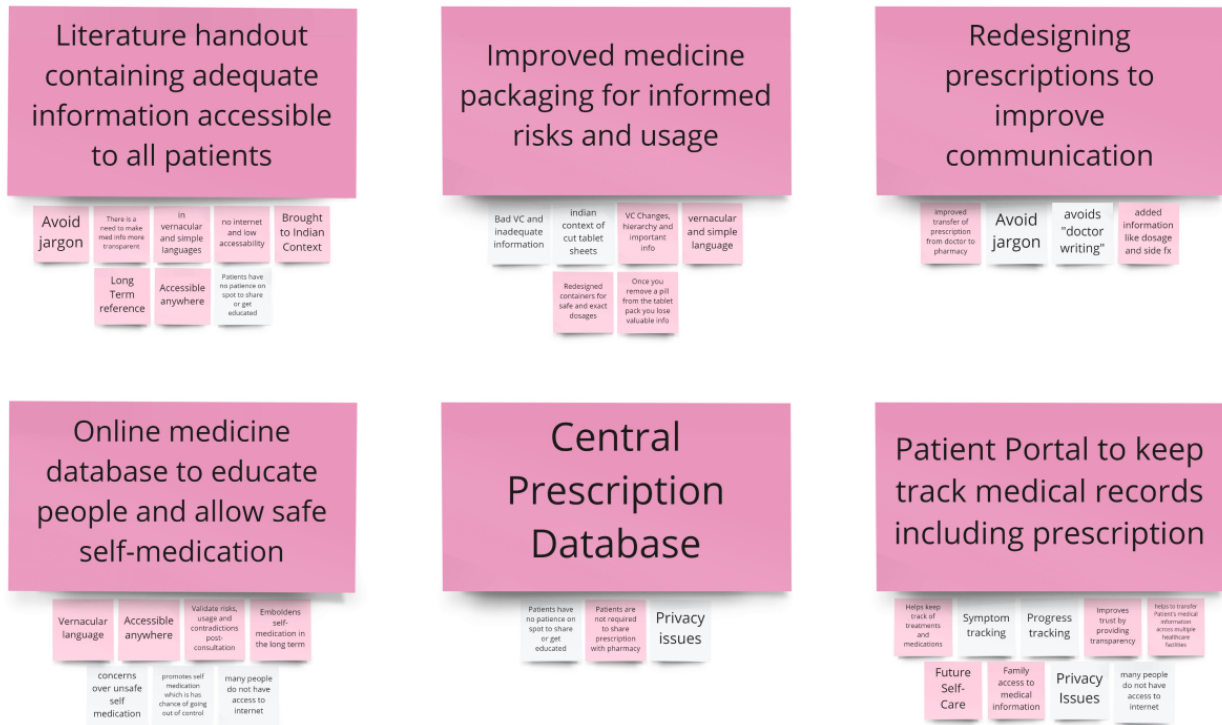 Literature handout
containing adequate
information accessible
to all patients
Avoid
jargon
There is a
need to make
med info more
transparent
in
vernacular
and simple
languages
no internet
and low
accessability
Brought
to Indian
Context
Long
Term
reference
Accessible
anywhere
Patients have
no patience on
spot to share
or get
educated
Improved medicine
packaging for informed
risks and usage
Bad VC and
inadequate
information
indian
context of
cut tablet
sheets
VC Changes,
hierarchy and
important
info
vernacular
and simple
language
Redesigned
containers for
safe and exact
dosages
Once you
remove a pill
from the tablet
pack you lose
valuable info
Redesigning
prescriptions to
improve
communication
improved
transfer of
prescription
from doctor to
pharmacy
Avoid
jargon
avoids
"doctor
writing"
added
information
like dosage
and side fx
Online medicine
database to educate
people and allow safe
self-medication
Vernacular
language
Accessible
anywhere
Validate risks,
usage and
contradictions
post-
consultation
Emboldens
self-
medication in
the long term
concerns
over unsafe
self
medication
promotes self
medication
which is has
chance of going
out of control
many people
do not have
access to
internet
Central
Prescription
Database
Patients have
no patience on
spot to share
or get
educated
Patients are
not required
to share
prescription
with pharmacy
Privacy
issues
Patient Portal to keep
track medical records
including prescription
Helps keep
track of
treatments
and
medications
Symptom
tracking
Progress
tracking
Improves
trust by
providing
transparency
helps to transfer
Patient's medical
information
across multiple
healthcare
facilities
Future
Self-
Care
Family
access to
medical
information
Privacy
Issues
many people
do not have
access to
internet